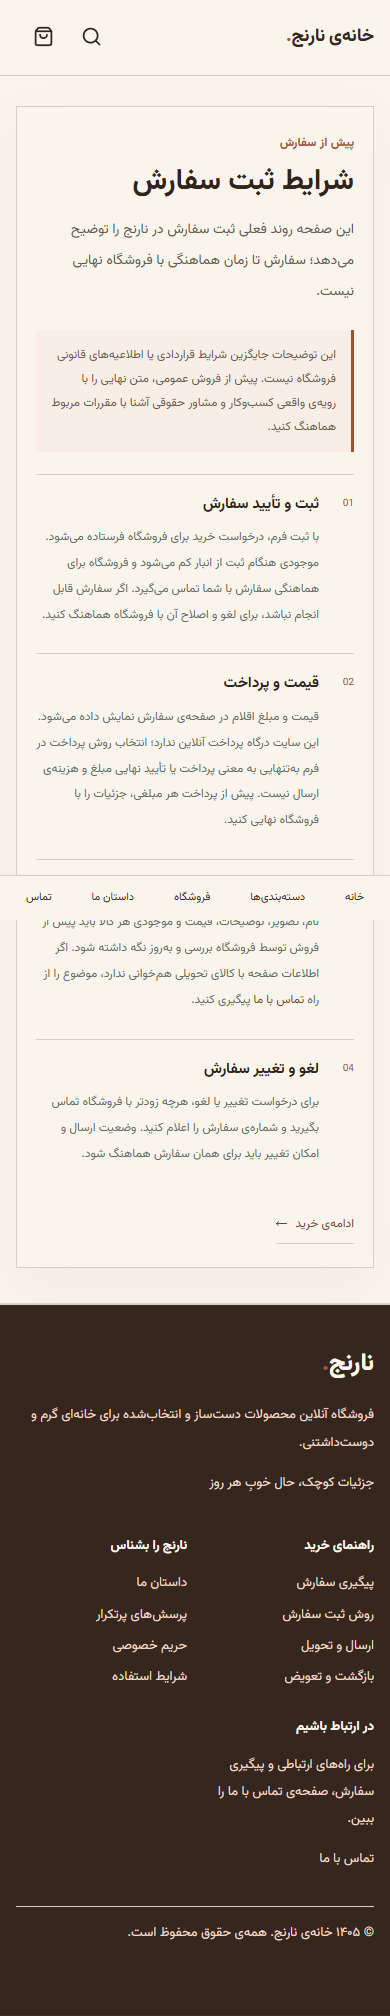 خانه‌ی نارنج.
پیش از سفارش
شرایط ثبت سفارش
این صفحه روند فعلی ثبت سفارش در نارنج را توضیح
می‌دهد؛ سفارش تا زمان هماهنگی با فروشگاه نهایی
نیست.
این توضیحات جایگزین شرایط قراردادی یا اطلاعیه‌های قانونی
فروشگاه نیست. پیش از فروش عمومی، متن نهایی را با
رویه‌ی واقعی کسب‌وکار و مشاور حقوقی آشنا با مقررات مربوط
هماهنگ کنید.
01
ثبت و تأیید سفارش
با ثبت فرم، درخواست خرید برای فروشگاه فرستاده می‌شود.
موجودی هنگام ثبت از انبار کم می‌شود و فروشگاه برای
هماهنگی سفارش با شما تماس می‌گیرد. اگر سفارش قابل
انجام نباشد، برای لغو و اصلاح آن با فروشگاه هماهنگ کنید.
02
قیمت و پرداخت
قیمت و مبلغ اقلام در صفحه‌ی سفارش نمایش داده می‌شود.
این سایت درگاه پرداخت آنلاین ندارد؛ انتخاب روش پرداخت در
فرم به‌تنهایی به معنی پرداخت یا تأیید نهایی مبلغ و هزینه‌ی
ارسال نیست. پیش از پرداخت هر مبلغی، جزئیات را با
فروشگاه نهایی کنید.
خانه
دسته‌بندی‌ها
فروشگاه
داستان ما
تماس
نام، تصویر، توضیحات، قیمت و موجودی هر کالا باید پیش از
فروش توسط فروشگاه بررسی و به‌روز نگه داشته شود. اگر
اطلاعات صفحه با کالای تحویلی هم‌خوانی ندارد، موضوع را از
راه تماس با ما پیگیری کنید.
04
لغو و تغییر سفارش
برای درخواست تغییر یا لغو، هرچه زودتر با فروشگاه تماس
بگیرید و شماره‌ی سفارش را اعلام کنید. وضعیت ارسال و
امکان تغییر باید برای همان سفارش هماهنگ شود.
ادامه‌ی خرید ←
نارنج.
فروشگاه آنلاین محصولات دست‌ساز و انتخاب‌شده برای خانه‌ای گرم و
دوست‌داشتنی.
جزئیات کوچک، حال خوبِ هر روز
راهنمای خرید
پیگیری سفارش
روش ثبت سفارش
ارسال و تحویل
بازگشت و تعویض
نارنج را بشناس
داستان ما
پرسش‌های پرتکرار
حریم خصوصی
شرایط استفاده
در ارتباط باشیم
برای راه‌های ارتباطی و پیگیری
سفارش، صفحه‌ی تماس با ما را
ببین.
تماس با ما
© ۱۴۰۵ خانه‌ی نارنج. همه‌ی حقوق محفوظ است.